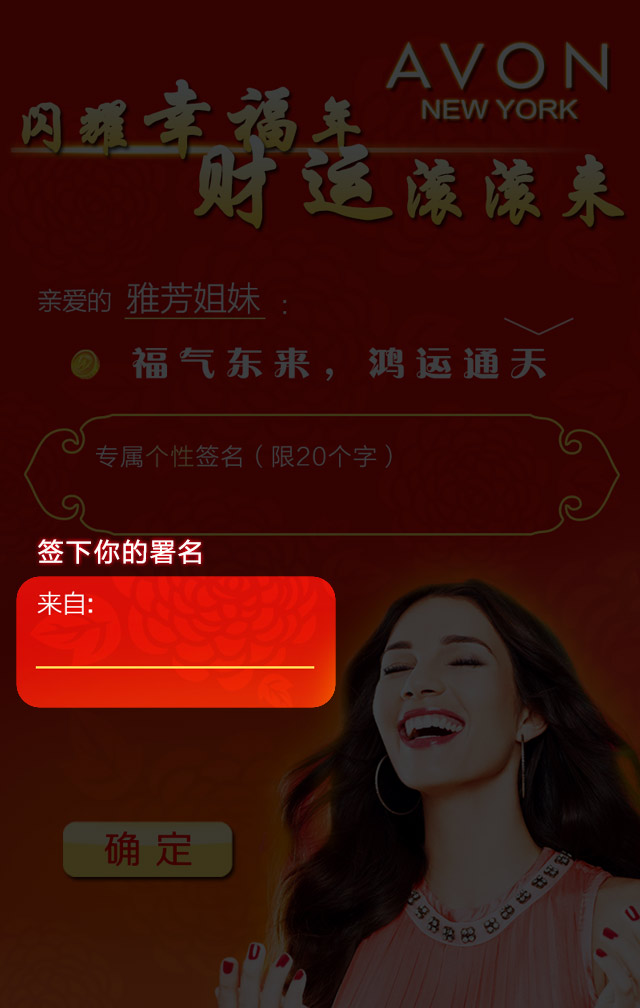 AVON
NEW YORK
闪耀幸福年
财运滚滚来
亲爱的 雅芳姐妹 :
福气东来，鸿运通天
专属个性签名（限20个字）
签下你的署名
来自:
确定